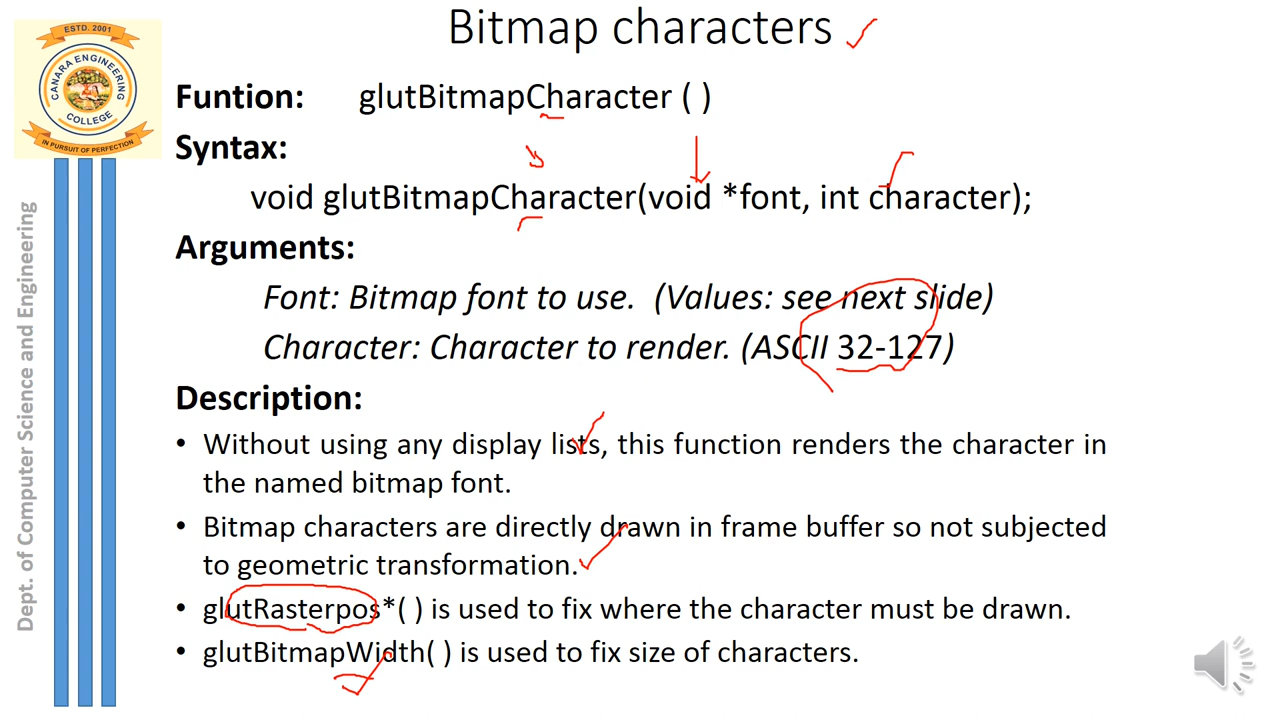 Bitmap characters
ESTD. 2001
CANARA ENGINEERING
COLLEGE
IN PURSUIT OF PERFECTION
Dept. of Computer Science and Engineering
Funtion: glutBitmapCharacter ( )
Syntax:
void glutBitmapCharacter(void *font, int character);
Arguments:
Font: Bitmap font to use. (Values: see next slide)
Character: Character to render. (ASCII 32-127)
Description:
• Without using any display lists, this function renders the character in
the named bitmap font.
• Bitmap characters are directly drawn in frame buffer so not subjected
to geometric transformation.
• glutRasterpos*( ) is used to fix where the character must be drawn.
• glutBitmapWidth( ) is used to fix size of characters.